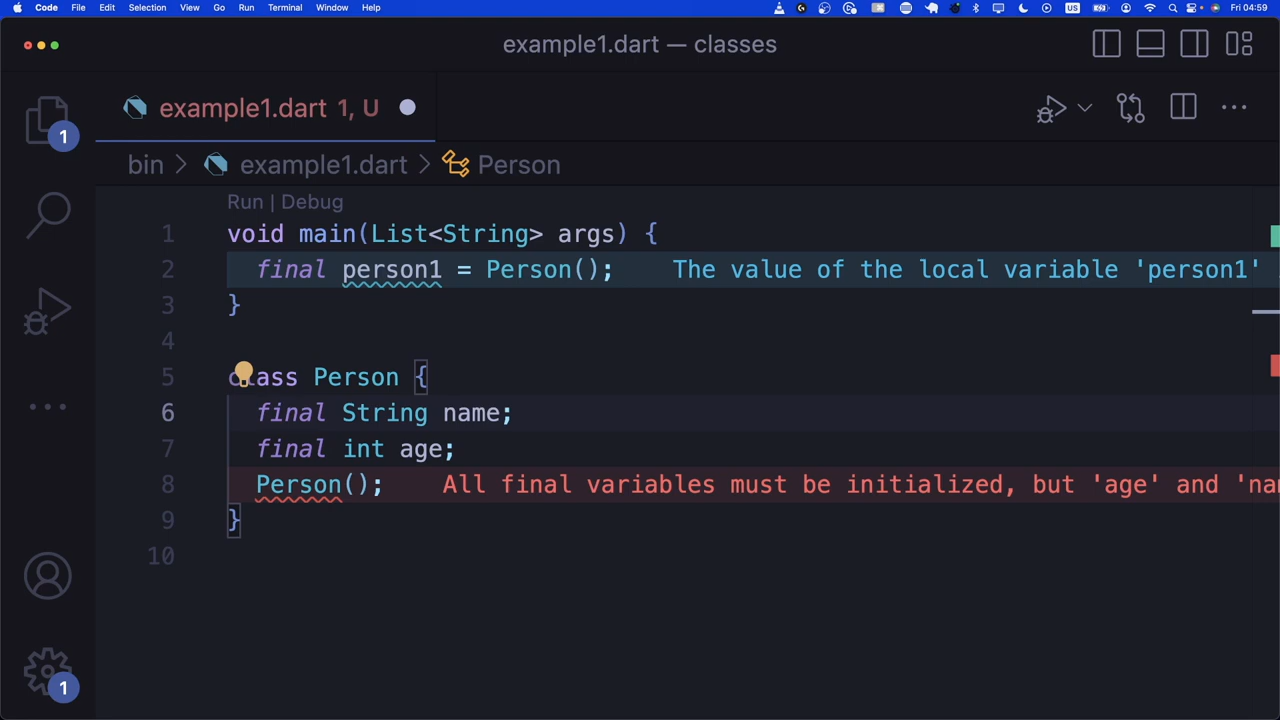 Code File Edit Selection View Go Run Terminal Window Help US Fri 04:59
example1.dart — classes
example1.dart 1, U
1
bin > example1.dart > Person
Run | Debug
1 void main(List<String> args) {
2 final person1 = Person(); The value of the local variable 'person1'
3 }
4
5 class Person {
6 final String name;
7 final int age;
8 Person(); All final variables must be initialized, but 'age' and 'na
9 }
10
1